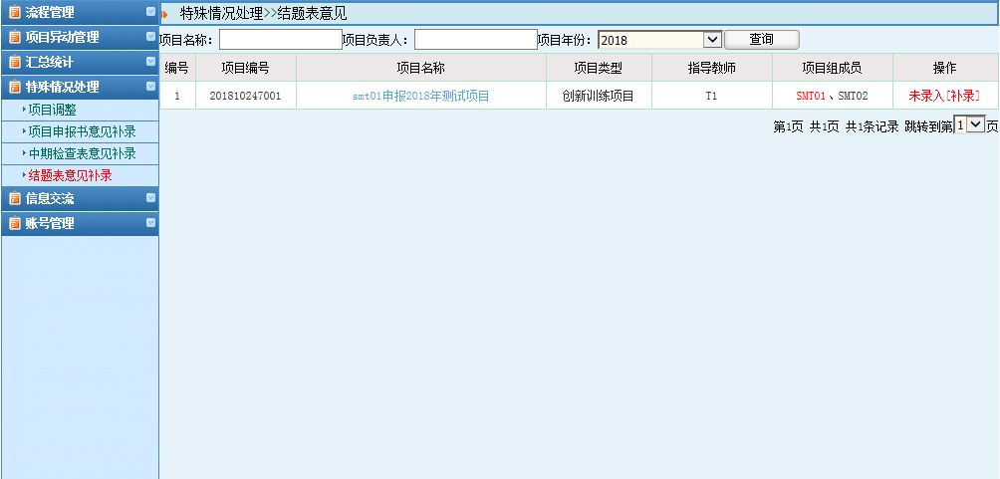 流程管理
项目异动管理
汇总统计
特殊情况处理
项目调整
项目申报书意见补录
中期检查表意见补录
结题表意见补录
信息交流
账号管理
特殊情况处理>>结题表意见
项目名称： 项目负责人： 项目年份： 2018 查询
编号 项目编号 项目名称 项目类型 指导教师 项目组成员 操作
1 201810247001 smt01申报2018年测试项目 创新训练项目 T1 SMT01、SMT02 未录入[补录]
第1页 共1页 共1条记录 跳转到第 1 页